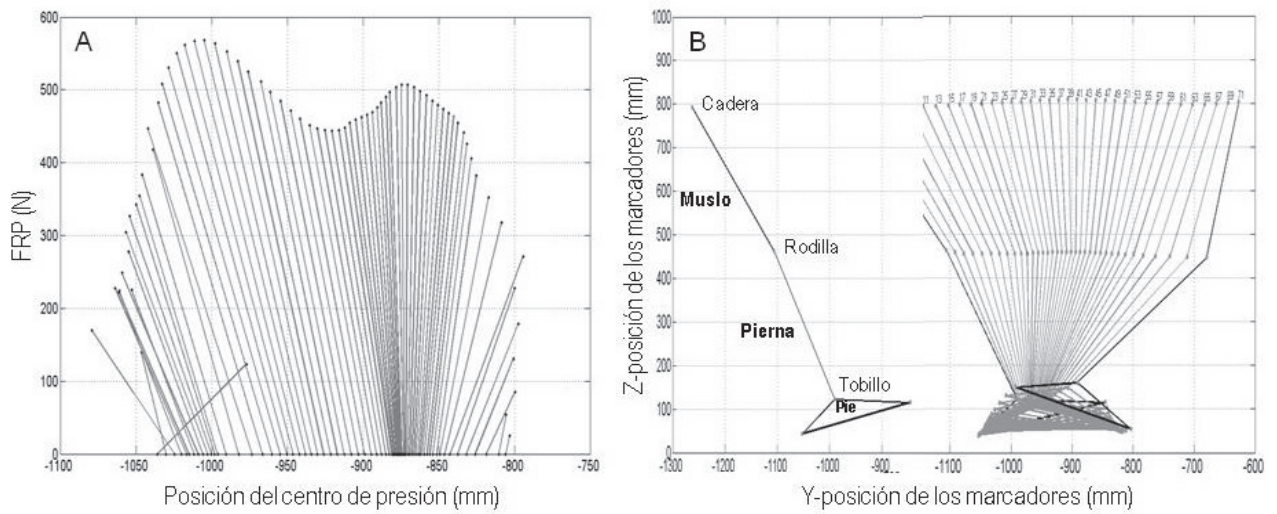 A
600
500
400
300
200
100
0
FRP (N)
-1100 -1050 -1000 -950 -900 -850 -800 -750
Posición del centro de presión (mm)
B
1000
900
800
700
600
500
400
300
200
100
0
Z-posición de los marcadores (mm)
Cadera
Muslo
Rodilla
Pierna
Tobillo
Pie
-1300 -1200 -1100 -1000 -900 -1000 -900 -800 -700 -600
Y-posición de los marcadores (mm)